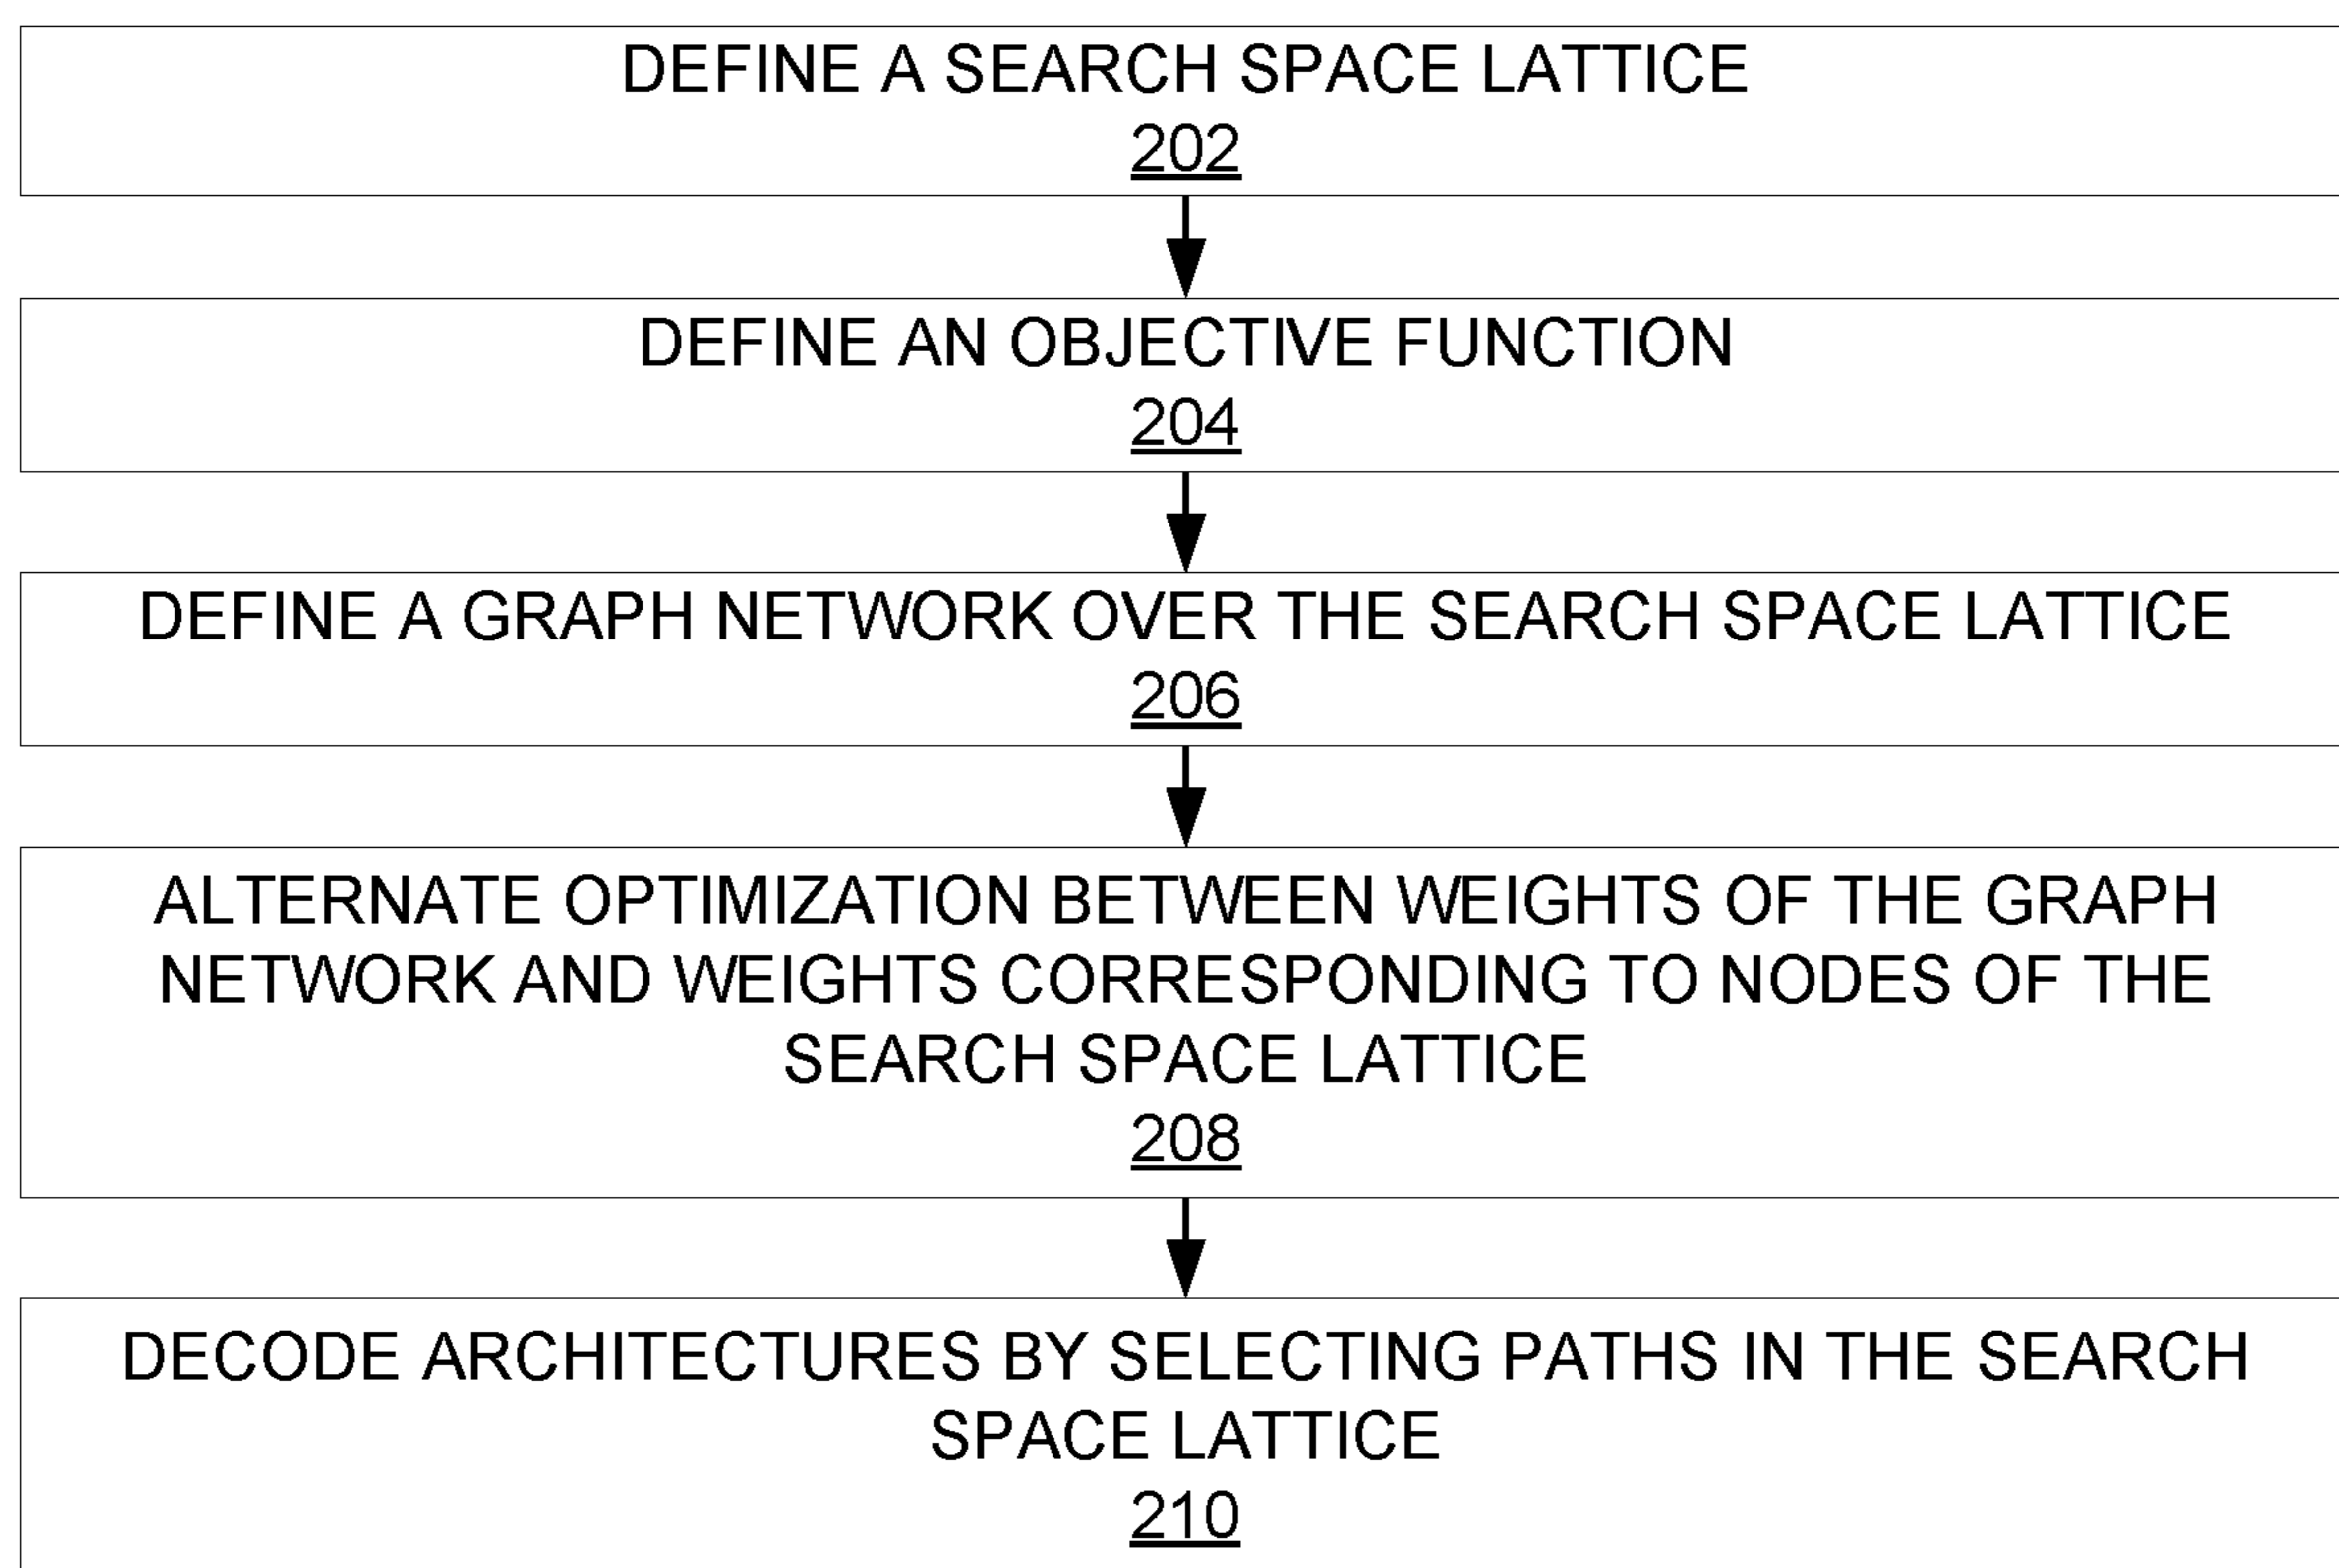 DEFINE A SEARCH SPACE LATTICE
202
DEFINE AN OBJECTIVE FUNCTION
204
DEFINE A GRAPH NETWORK OVER THE SEARCH SPACE LATTICE
206
ALTERNATE OPTIMIZATION BETWEEN WEIGHTS OF THE GRAPH
NETWORK AND WEIGHTS CORRESPONDING TO NODES OF THE
SEARCH SPACE LATTICE
208
DECODE ARCHITECTURES BY SELECTING PATHS IN THE SEARCH
SPACE LATTICE
210